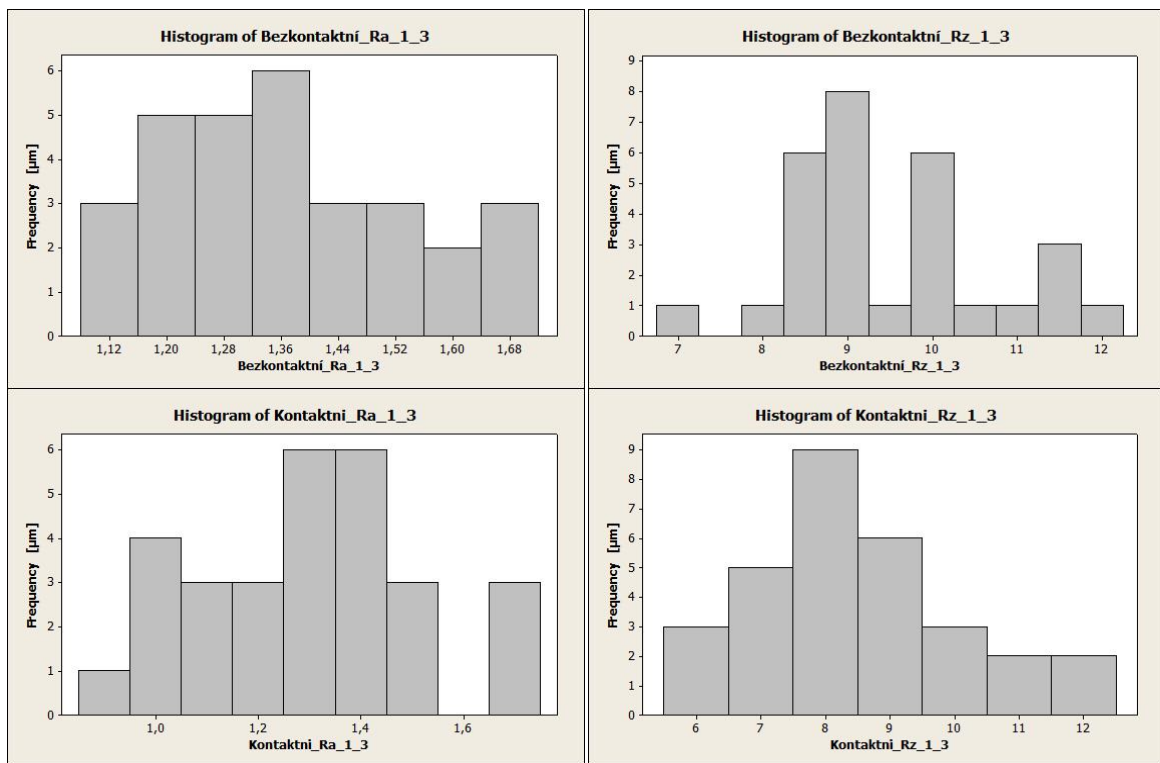 Histogram of Bezkontaktní_Ra_1_3
6
5
4
3
2
1
0
Frequency [µm]
1,12 1,20 1,28 1,36 1,44 1,52 1,60 1,68
Bezkontaktní_Ra_1_3
Histogram of Bezkontaktní_Rz_1_3
9
8
7
6
5
4
3
2
1
0
Frequency [µm]
7 8 9 10 11 12
Bezkontaktní_Rz_1_3
Histogram of Kontaktni_Ra_1_3
6
5
4
3
2
1
0
Frequency [µm]
1,0 1,2 1,4 1,6
Kontaktni_Ra_1_3
Histogram of Kontaktni_Rz_1_3
9
8
7
6
5
4
3
2
1
0
Frequency [µm]
6 7 8 9 10 11 12
Kontaktni_Rz_1_3